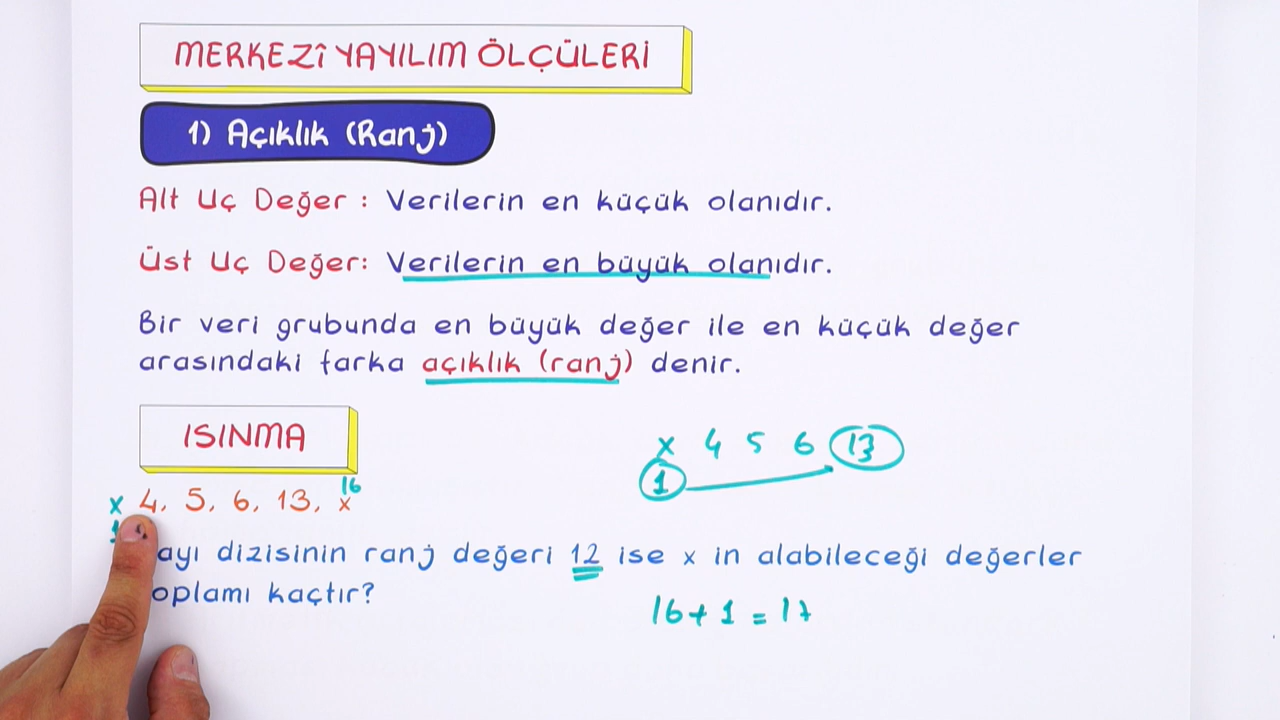 MERKEZÎ YAYILIM ÖLÇÜLERİ
1) Açıklık (Ranj)
Alt Uç Değer : Verilerin en küçük olanıdır.
Üst Uç Değer: Verilerin en büyük olanıdır.
Bir veri grubunda en büyük değer ile en küçük değer
arasındaki farka açıklık (ranj) denir.
ISINMA
x 4 5 6 13
1
16
x 4, 5, 6, 13, x
1
ayı dizisinin ranj değeri 12 ise x in alabileceği değerler
oplamı kaçtır?
16+1=17